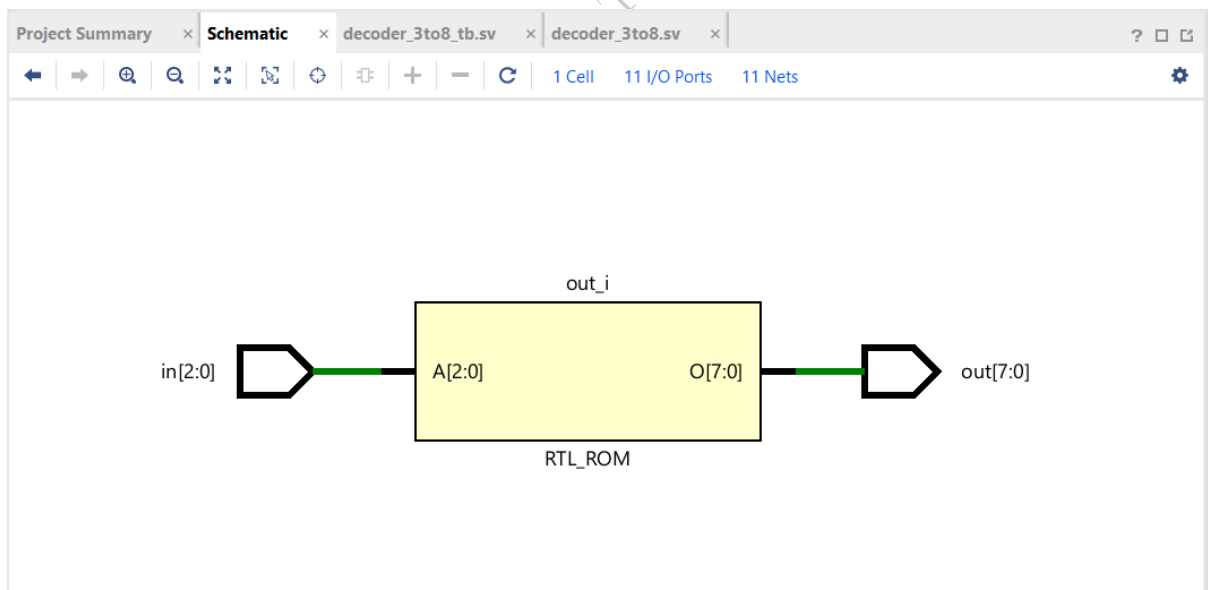 Project Summary × Schematic × decoder_3to8_tb.sv × decoder_3to8.sv × ?
1 Cell 11 I/O Ports 11 Nets
out_i
in[2:0] A[2:0] O[7:0] out[7:0]
RTL_ROM